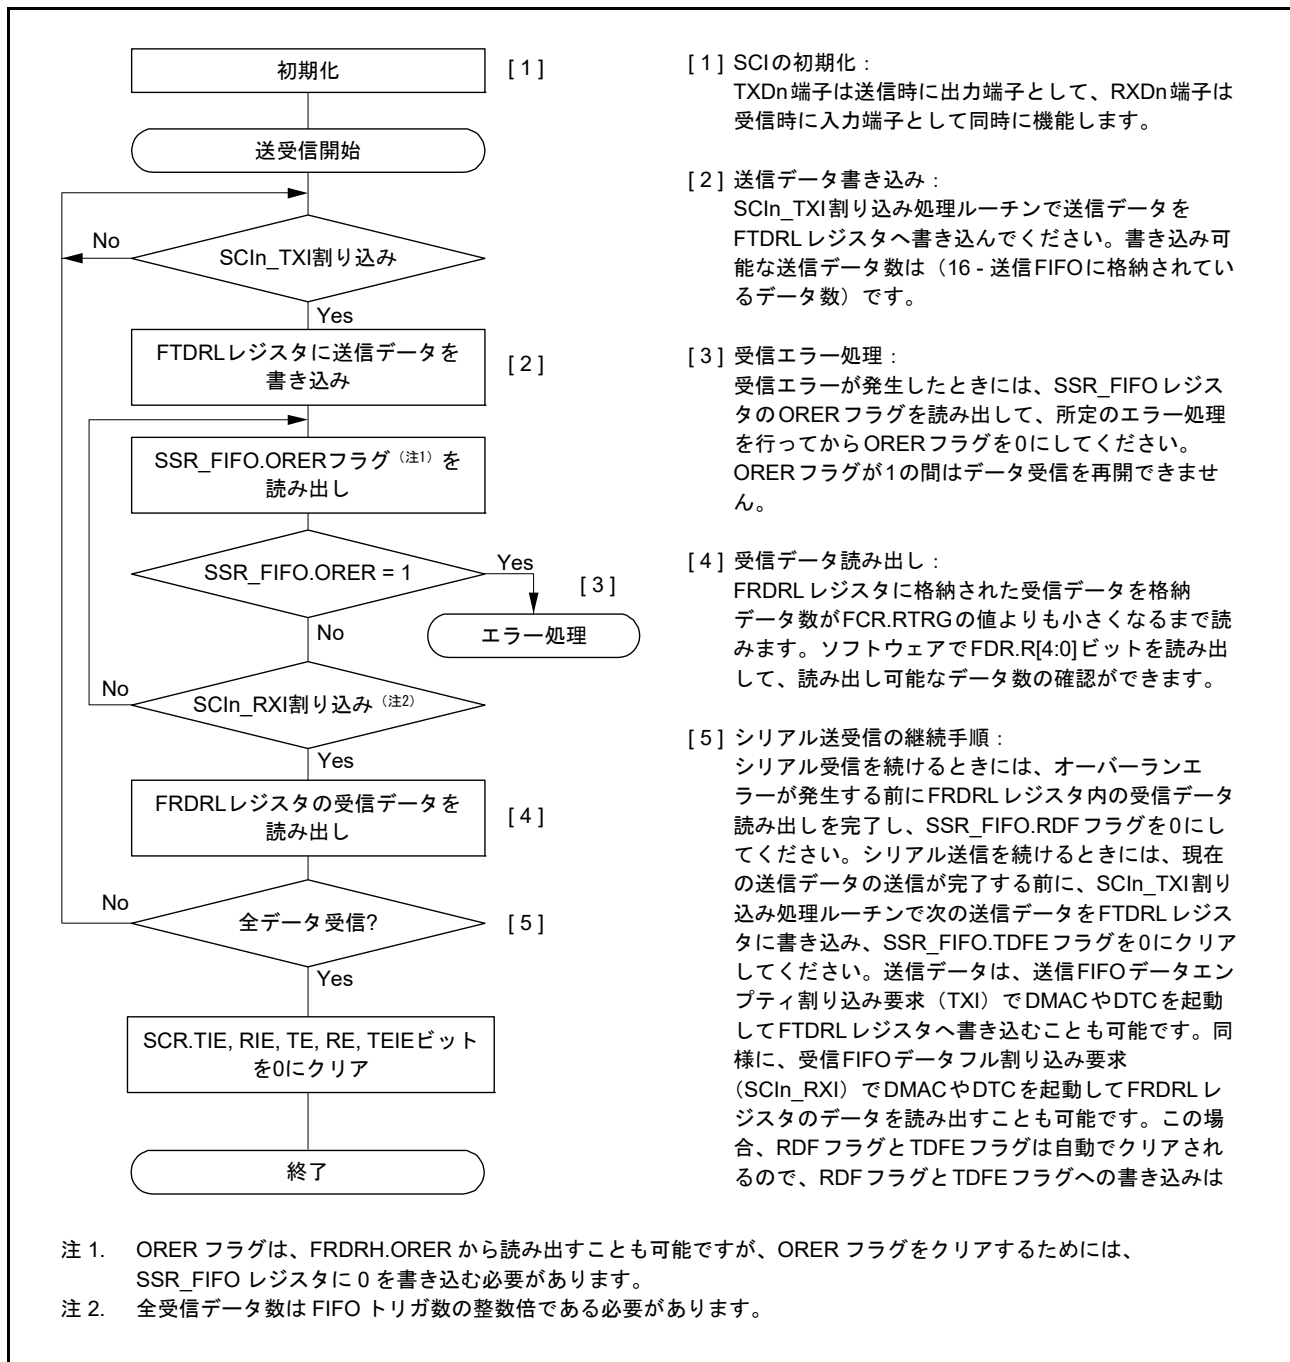 初期化
[ 1 ]
送受信開始
No
SCIn_TXI割り込み
Yes
FTDRLレジスタに送信データを
書き込み
[ 2 ]
SSR_FIFO.ORERフラグ（注1）を
読み出し
SSR_FIFO.ORER = 1
Yes
[ 3 ]
エラー処理
No
No
SCIn_RXI割り込み（注2）
Yes
FRDRLレジスタの受信データを
読み出し
[ 4 ]
No
全データ受信?
[ 5 ]
Yes
SCR.TIE, RIE, TE, RE, TEIEビット
を0にクリア
終了
[ 1 ] SCIの初期化：
TXDn端子は送信時に出力端子として、RXDn端子は
受信時に入力端子として同時に機能します。
[ 2 ] 送信データ書き込み：
SCIn_TXI割り込み処理ルーチンで送信データを
FTDRLレジスタへ書き込んでください。書き込み可
能な送信データ数は（16 - 送信FIFOに格納されてい
るデータ数）です。
[ 3 ] 受信エラー処理：
受信エラーが発生したときには、SSR_FIFOレジス
タのORERフラグを読み出して、所定のエラー処理
を行ってからORERフラグを0にしてください。
ORERフラグが1の間はデータ受信を再開できませ
ん。
[ 4 ] 受信データ読み出し：
FRDRLレジスタに格納された受信データを格納
データ数がFCR.RTRGの値よりも小さくなるまで読
みます。ソフトウェアでFDR.R[4:0]ビットを読み出
して、読み出し可能なデータ数の確認ができます。
[ 5 ] シリアル送受信の継続手順：
シリアル受信を続けるときには、オーバーランエ
ラーが発生する前にFRDRLレジスタ内の受信データ
読み出しを完了し、SSR_FIFO.RDFフラグを0にし
てください。シリアル送信を続けるときには、現在
の送信データの送信が完了する前に、SCIn_TXI割り
込み処理ルーチンで次の送信データをFTDRLレジス
タに書き込み、SSR_FIFO.TDFEフラグを0にクリア
してください。送信データは、送信FIFOデータエン
プティ割り込み要求（TXI）でDMACやDTCを起動
してFTDRLレジスタへ書き込むことも可能です。同
様に、受信FIFOデータフル割り込み要求
（SCIn_RXI）でDMACやDTCを起動してFRDRLレ
ジスタのデータを読み出すことも可能です。この場
合、RDFフラグとTDFEフラグは自動でクリアされ
るので、RDFフラグとTDFEフラグへの書き込みは
注 1. ORER フラグは、FRDRH.ORER から読み出すことも可能ですが、ORER フラグをクリアするためには、
SSR_FIFO レジスタに 0 を書き込む必要があります。
注 2. 全受信データ数は FIFO トリガ数の整数倍である必要があります。